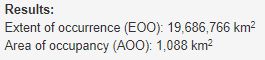 Results:
Extent of occurrence (EOO): 19,686,766 km²
Area of occupancy (AOO): 1,088 km²